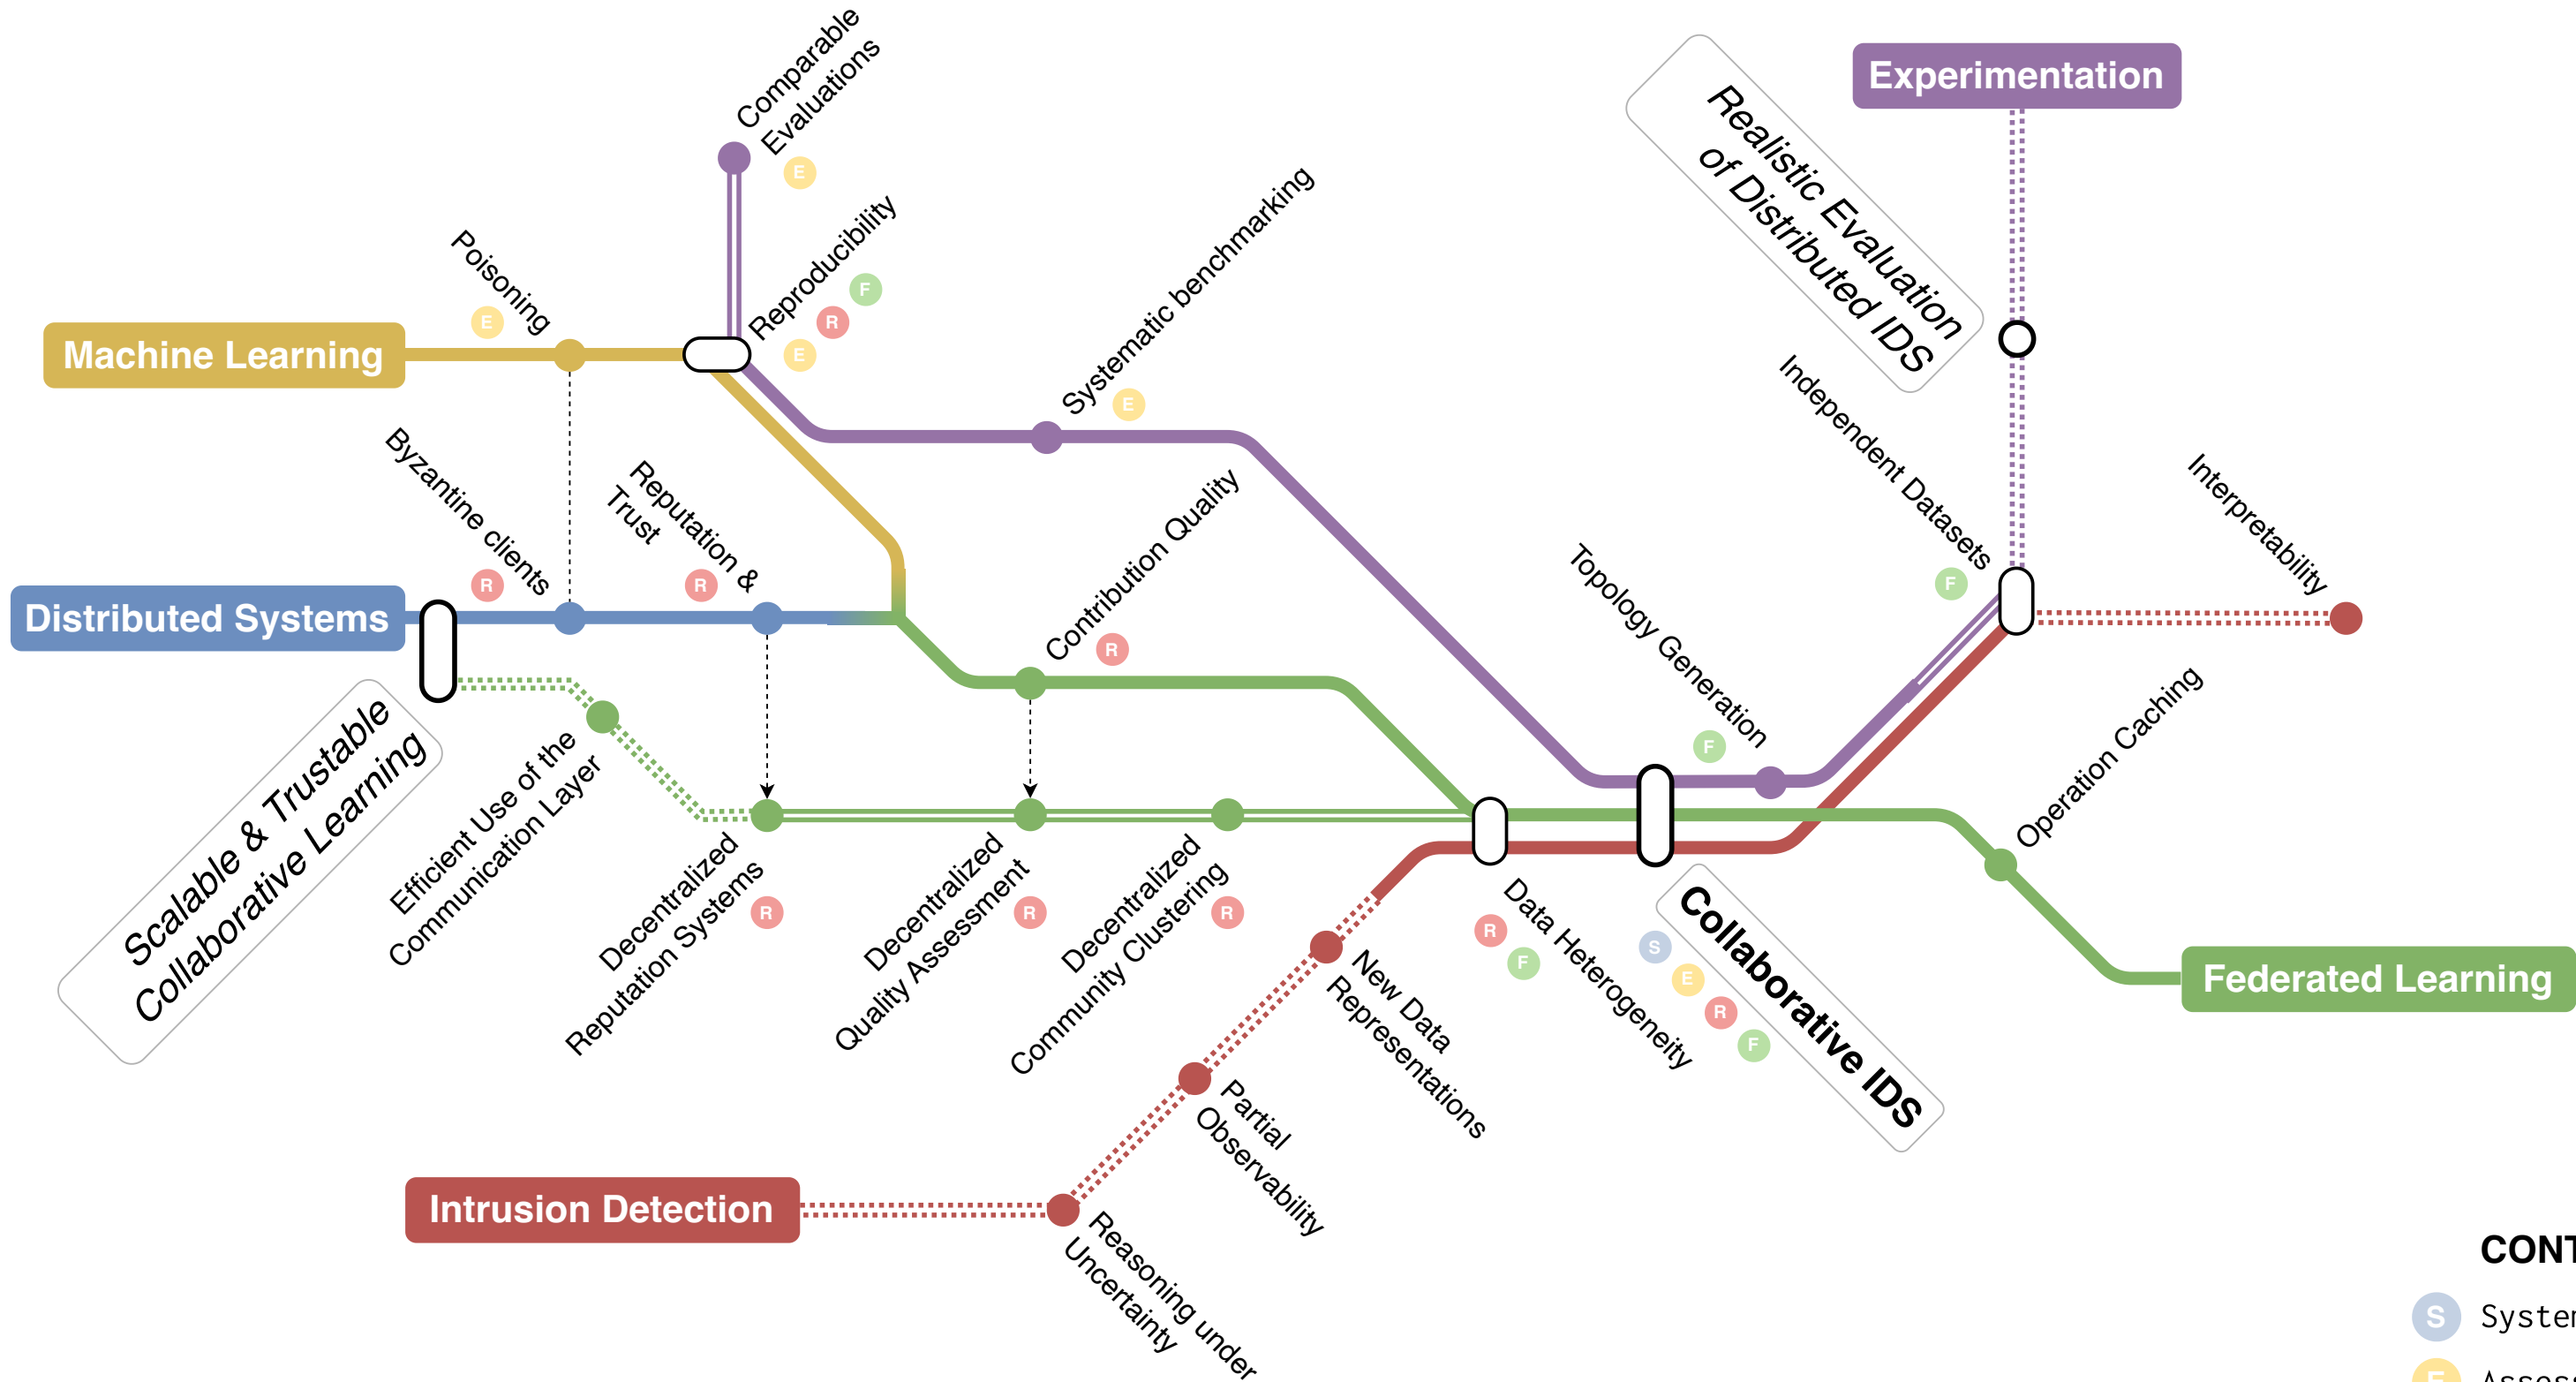 Comparable
Evaluations
E
Experimentation
Realistic Evaluation
of Distributed IDS
Poisoning
E
Reproducibility
F
R
E
Systematic benchmarking
E
Machine Learning
Independent Datasets
F
Interpretability
Byzantine clients
R
Reputation &
Trust
R
Contribution Quality
R
Topology Generation
F
Distributed Systems
Scalable & Trustable
Collaborative Learning
Efficient Use of the
Communication Layer
Decentralized
Reputation Systems
R
Decentralized
Quality Assessment
R
Decentralized
Community Clustering
R
New Data
Representations
Data Heterogeneity
R
F
Collaborative IDS
S
E
R
F
Operation Caching
Federated Learning
Partial
Observability
Intrusion Detection
Reasoning under
Uncertainty
CONT
S
System
E
Assess